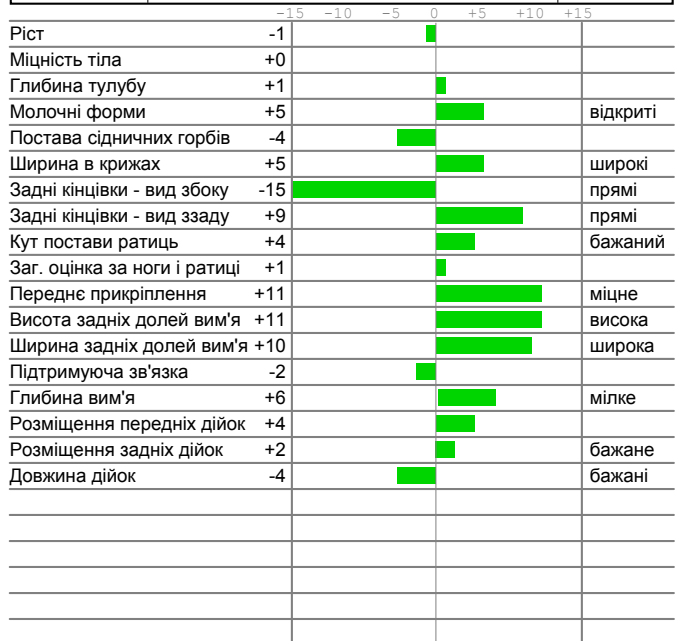 -15 -10 -5 0 +5 +10 +15
Ріст -1
Міцність тіла +0
Глибина тулубу +1
Молочні форми +5 відкриті
Постава сідничних горбів -4
Ширина в крижах +5 широкі
Задні кінцівки - вид збоку -15 прямі
Задні кінцівки - вид ззаду +9 прямі
Кут постави ратиць +4 бажаний
Заг. оцінка за ноги і ратиці +1
Переднє прикріплення +11 міцне
Висота задніх долей вим'я +11 висока
Ширина задніх долей вим'я +10 широка
Підтримуюча зв'язка -2
Глибина вим'я +6 мілке
Розміщення передніх дійок +4
Розміщення задніх дійок +2 бажане
Довжина дійок -4 бажані